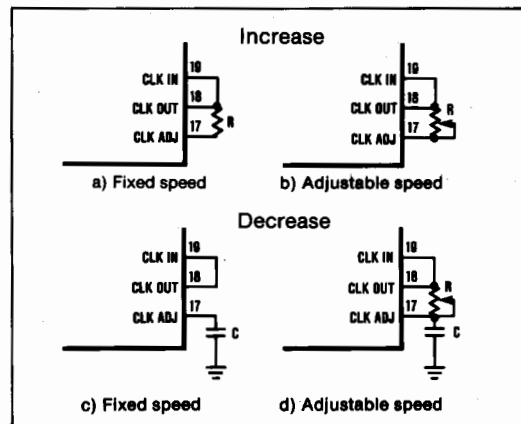 Increase
19
CLK IN
18
CLK OUT
17
CLK ADJ
R
a) Fixed speed
19
CLK IN
18
CLK OUT
R
17
CLK ADJ
b) Adjustable speed
Decrease
19
CLK IN
18
CLK OUT
17
CLK ADJ
C
c) Fixed speed
19
CLK IN
18
CLK OUT
R
17
CLK ADJ
C
d) Adjustable speed